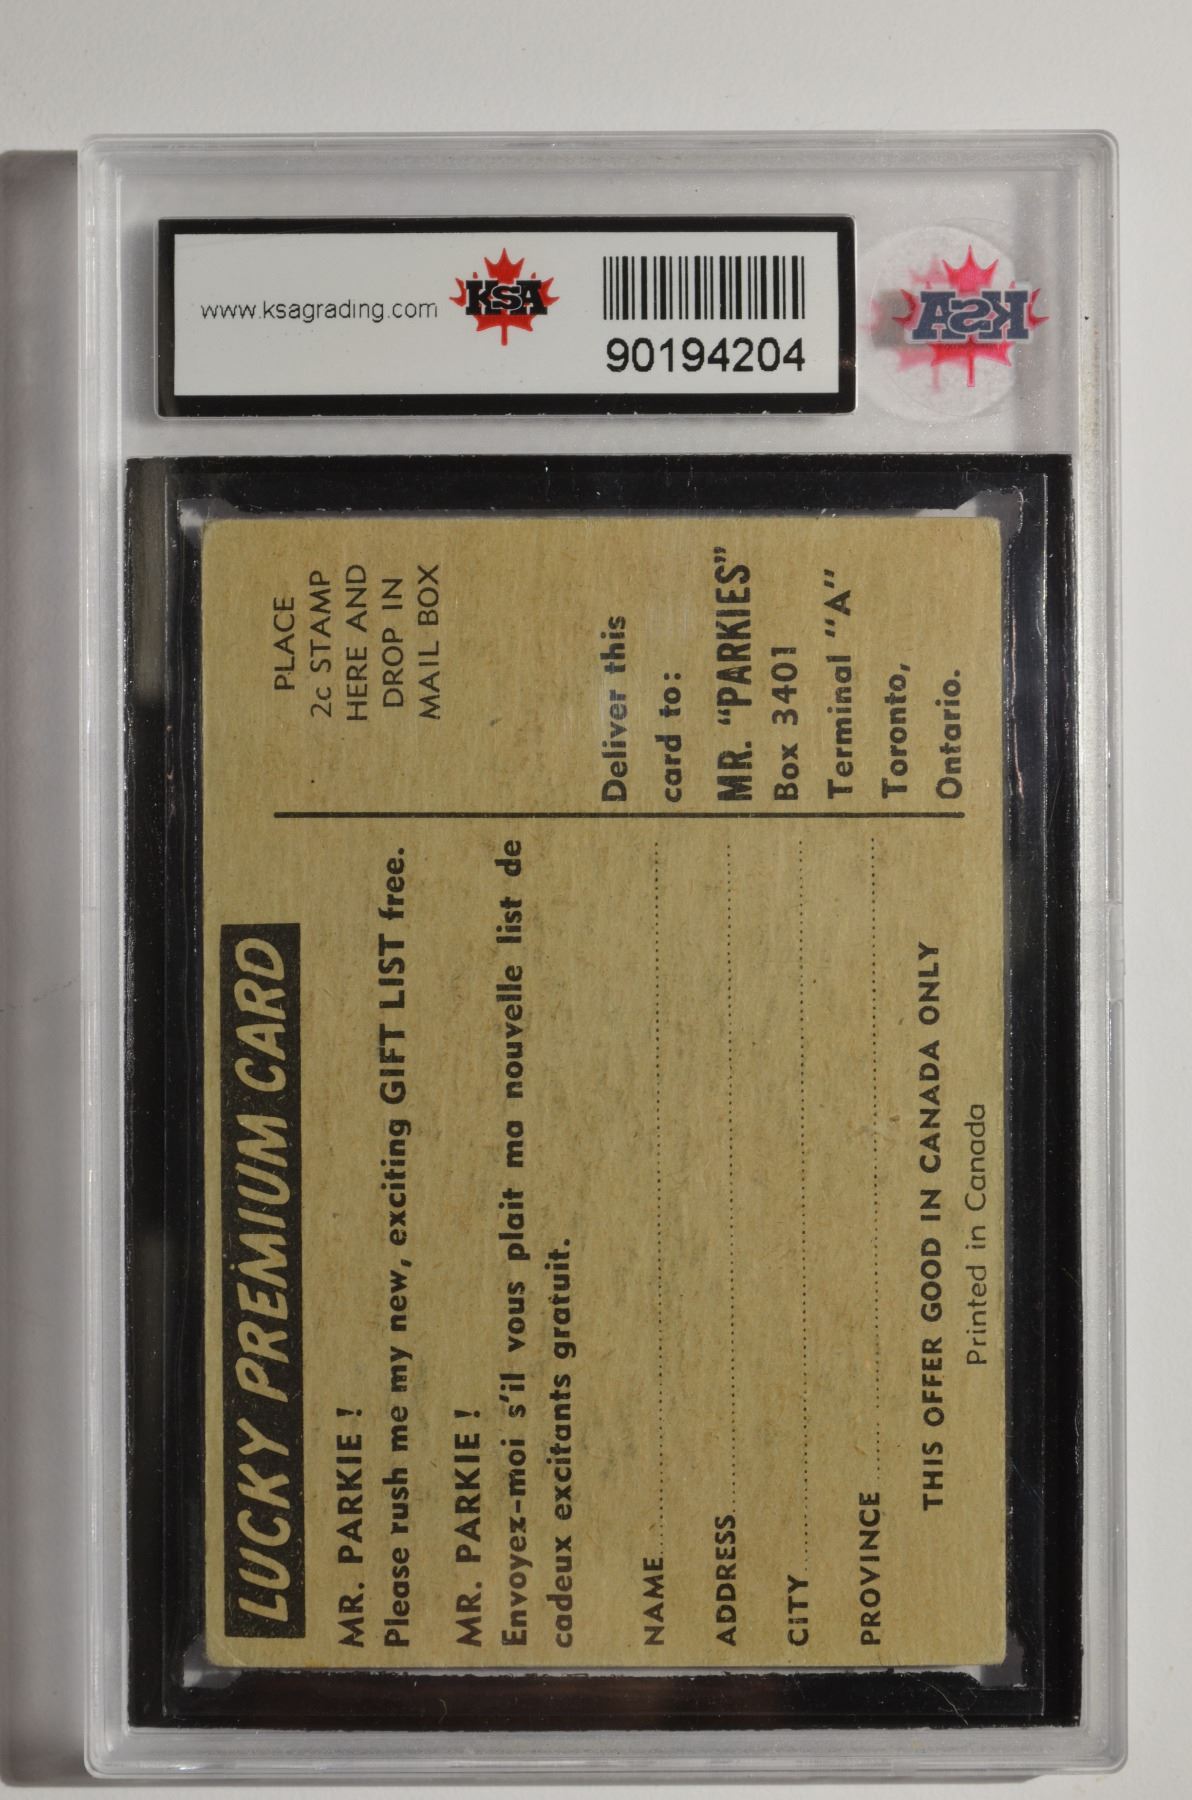 www.ksagrading.com
KSA
90194204
KSA
LUCKY PREMIUM CARD
MR. PARKIE !
Please rush me my new, exciting GIFT LIST free.
MR. PARKIE !
Envoyez-moi s'il vous plait ma nouvelle list de
cadeux excitants gratuit.
NAME
ADDRESS
CITY
PROVINCE
THIS OFFER GOOD IN CANADA ONLY
Printed in Canada
PLACE
2c STAMP
HERE AND
DROP IN
MAIL BOX
Deliver this
card to:
MR. "PARKIES"
Box 3401
Terminal "A"
Toronto,
Ontario.